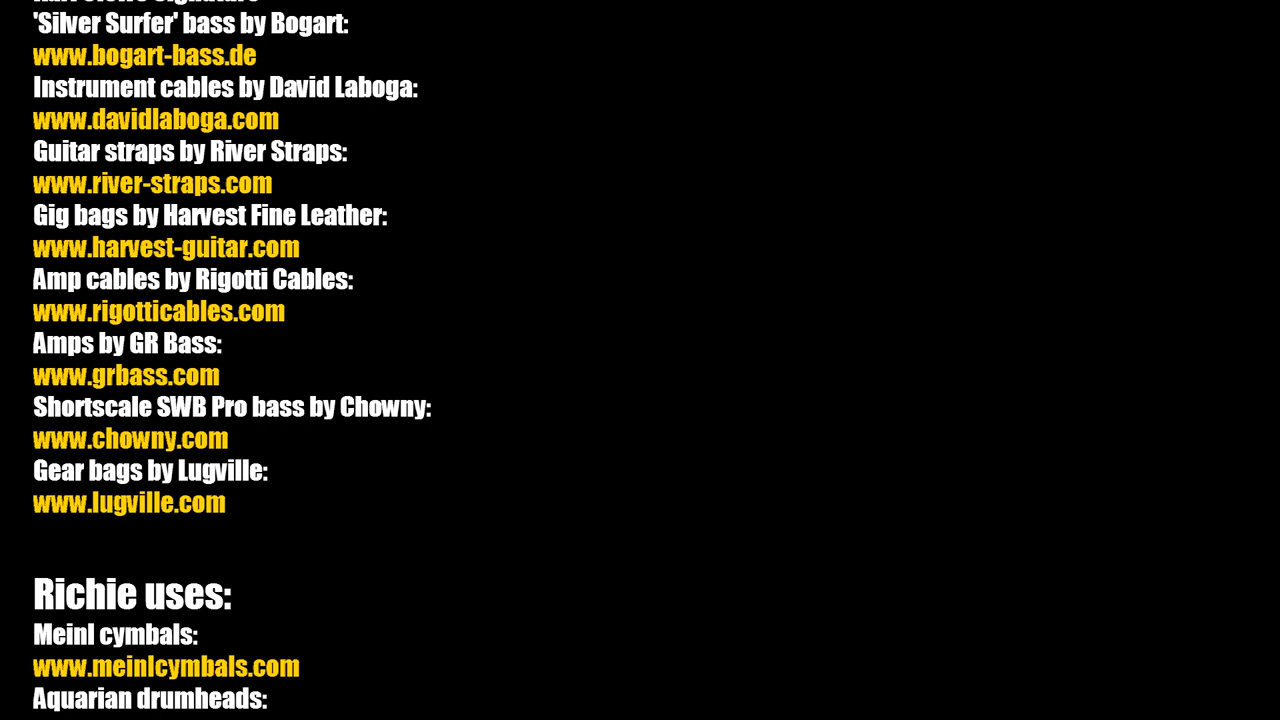 'Silver Surfer' bass by Bogart:
www.bogart-bass.de
Instrument cables by David Laboga:
www.davidlaboga.com
Guitar straps by River Straps:
www.river-straps.com
Gig bags by Harvest Fine Leather:
www.harvest-guitar.com
Amp cables by Rigotti Cables:
www.rigotticables.com
Amps by GR Bass:
www.grbass.com
Shortscale SWB Pro bass by Chowny:
www.chowny.com
Gear bags by Lugville:
www.lugville.com
Richie uses:
Meinl cymbals:
www.meinlcymbals.com
Aquarian drumheads: